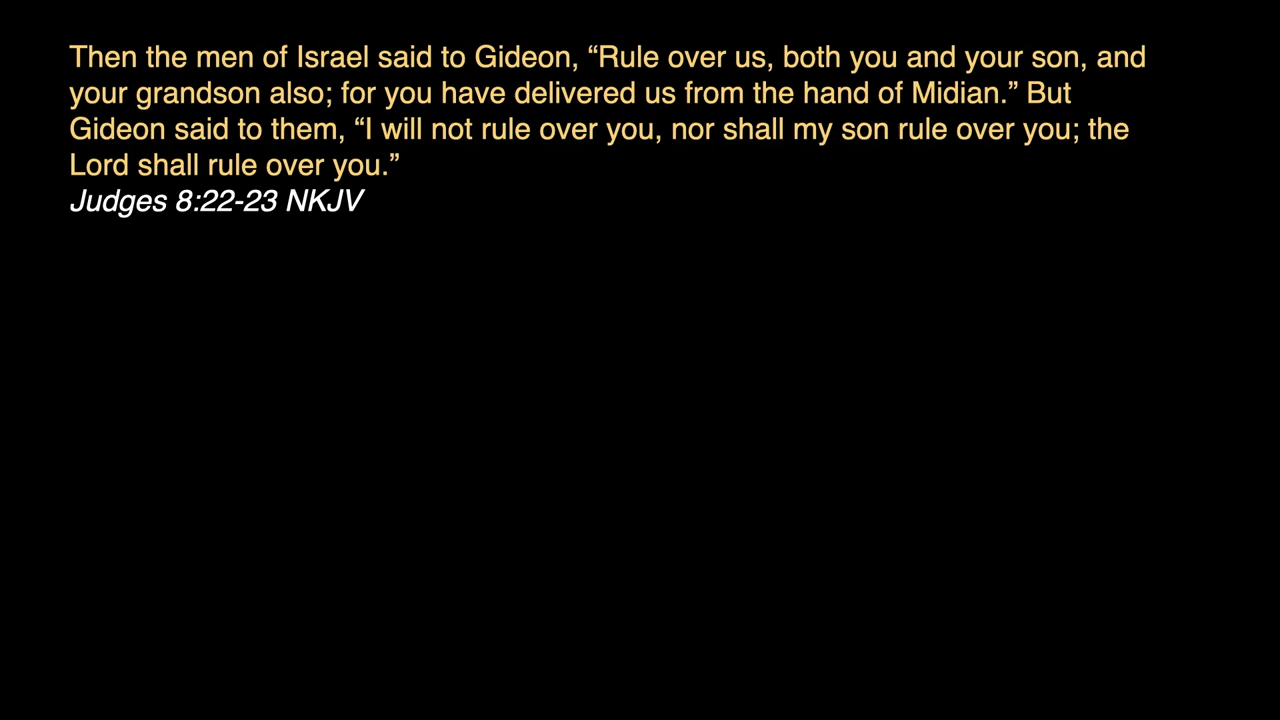 Then the men of Israel said to Gideon, “Rule over us, both you and your son, and
your grandson also; for you have delivered us from the hand of Midian.” But
Gideon said to them, “I will not rule over you, nor shall my son rule over you; the
Lord shall rule over you.”
Judges 8:22-23 NKJV